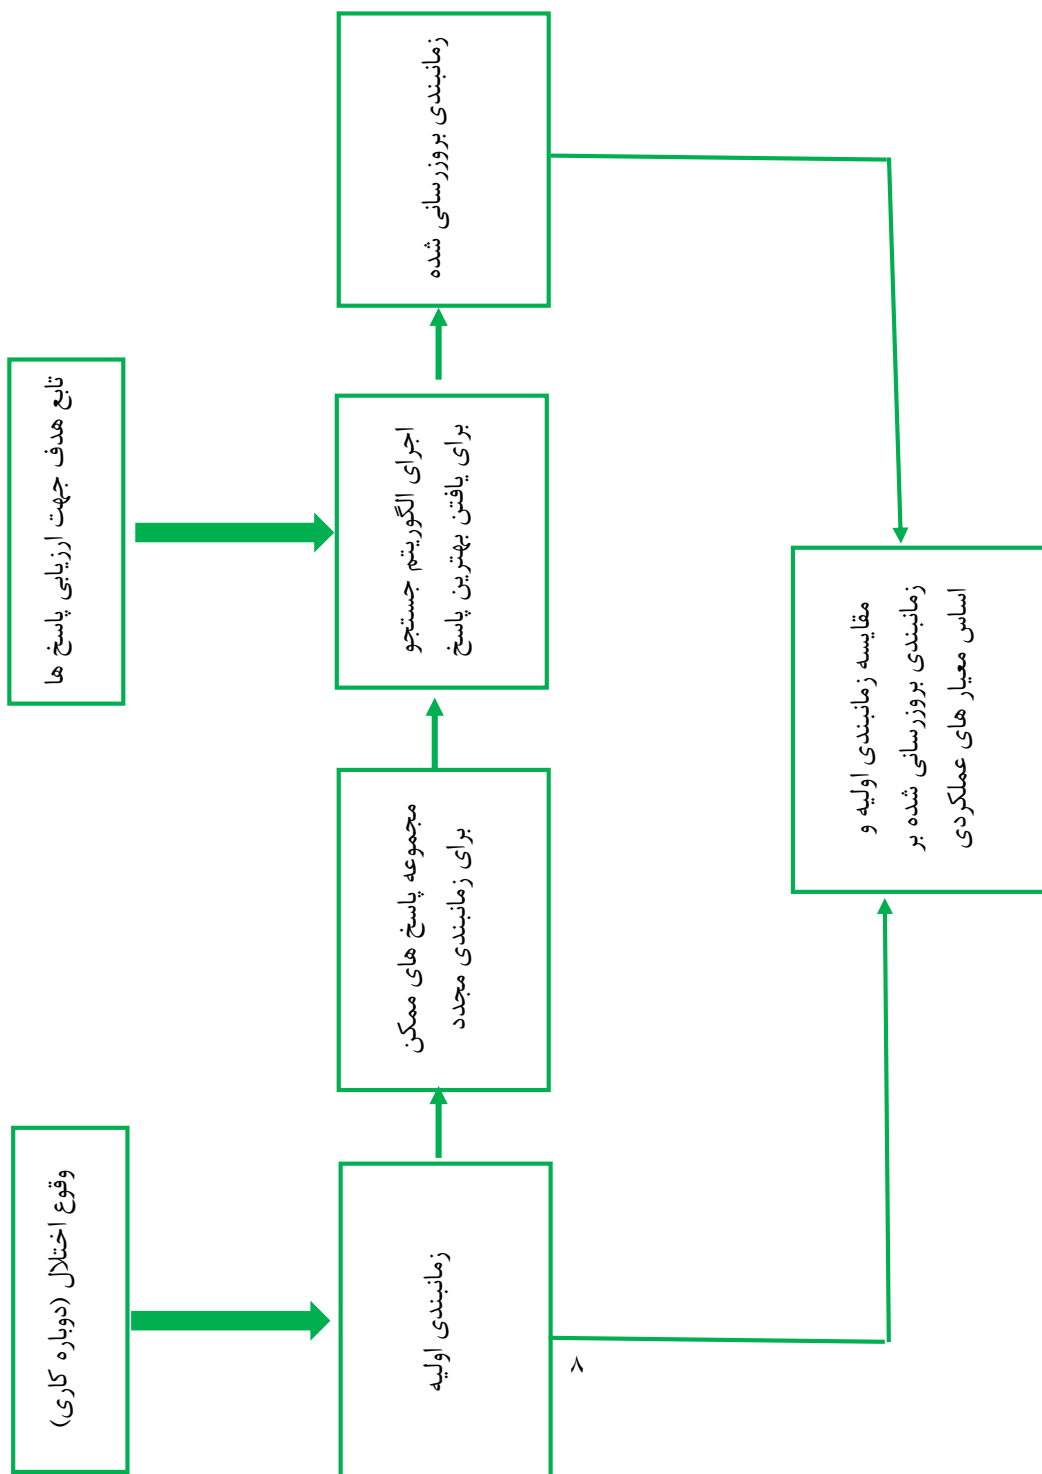 وقوع اختلال (دوباره کاری)
تابع هدف جهت ارزیابی پاسخ ها
زمانبندی اولیه
مجموعه پاسخ های ممکن
برای زمانبندی مجدد
اجرای الگوریتم جستجو
برای یافتن بهترین پاسخ
زمانبندی بروزرسانی شده
مقایسه زمانبندی اولیه و
زمانبندی بروزرسانی شده بر
اساس معیار های عملکردی